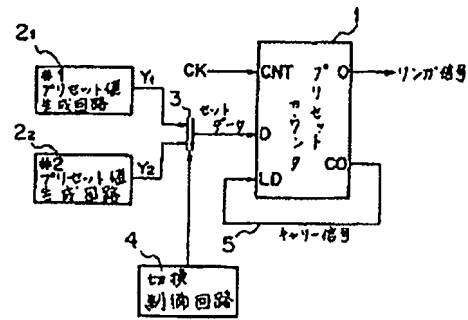 1
2₁
#1
プリセット値
生成回路
Y1
2₂
#2
プリセット値
生成回路
Y2
3
セット
データ
CK
CNT
D
LD
O
CO
プリセット
カウンタ
リンガ信号
5
キャリー信号
4
切換
制御回路